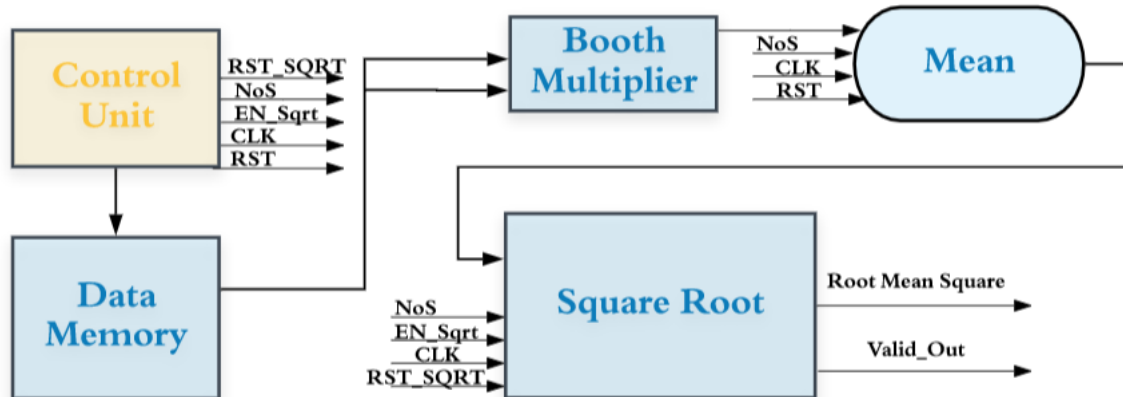 Control
Unit
RST_SQRT
NoS
EN_Sqrt
CLK
RST
Booth
Multiplier
NoS
CLK
RST
Mean
Data
Memory
NoS
EN_Sqrt
CLK
RST_SQRT
Square Root
Root Mean Square
Valid_Out